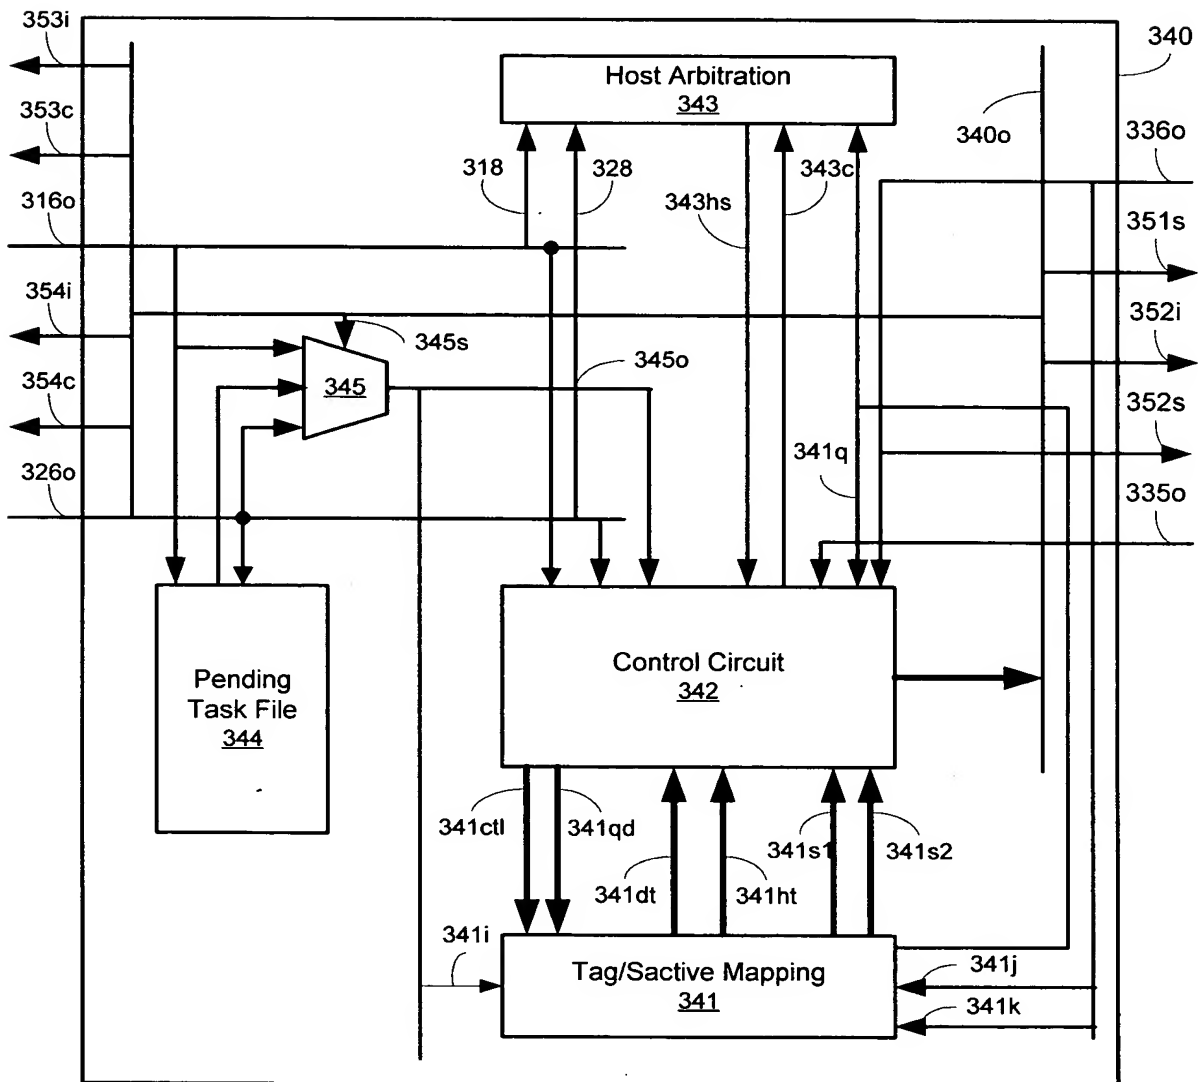 353i
340
Host Arbitration
343
353c
340o
336o
318
328
343hs
343c
316o
351s
354i
352i
345s
345o
345
354c
352s
341q
326o
335o
Pending
Task File
344
Control Circuit
342
341ctl
341qd
341s1
341s2
341dt
341ht
341i
341j
Tag/Sactive Mapping
341
341k